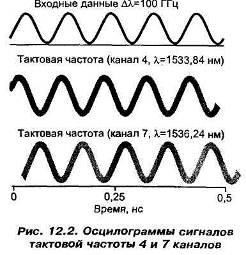 Входные данные Δλ=100 ГГц
Тактовая частота (канал 4, λ=1533,84 нм)
Тактовая частота (канал 7, λ=1536,24 нм)
0 0,25 0,5
Время, нс
Рис. 12.2. Осцилограммы сигналов
тактовой частоты 4 и 7 каналов